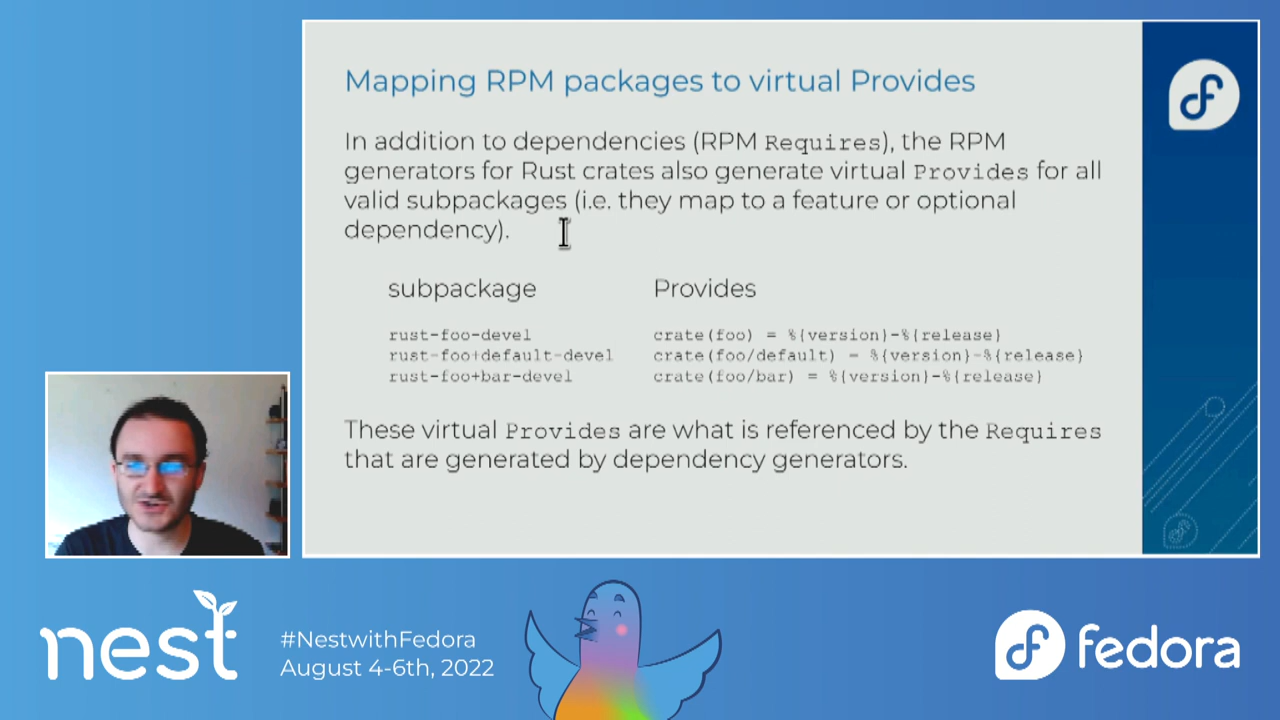 Mapping RPM packages to virtual Provides
In addition to dependencies (RPM Requires), the RPM
generators for Rust crates also generate virtual Provides for all
valid subpackages (i.e. they map to a feature or optional
dependency).
subpackage Provides
rust-foo-devel crate(foo) = %{version}-%{release}
rust-foo+default-devel crate(foo/default) = %{version}-%{release}
rust-foo+bar-devel crate(foo/bar) = %{version}-%{release}
These virtual Provides are what is referenced by the Requires
that are generated by dependency generators.
nest
#NestwithFedora
August 4-6th, 2022
fedora